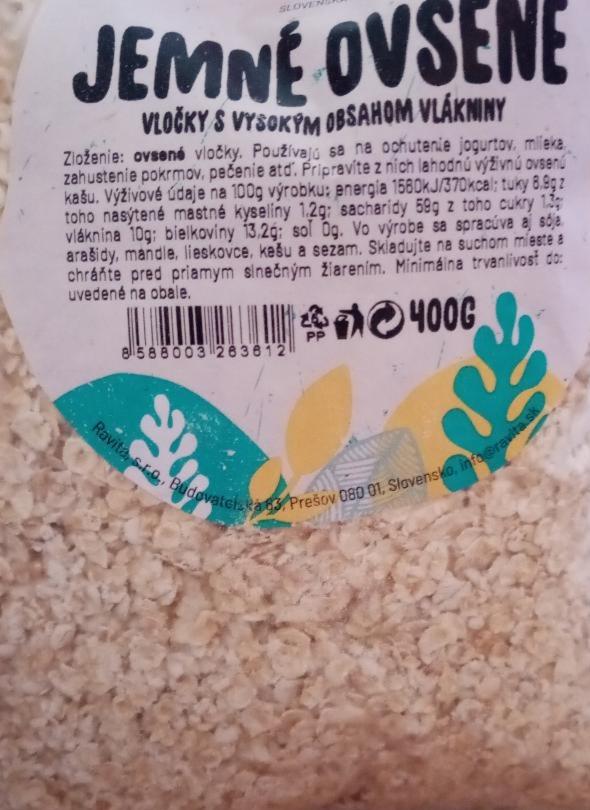 JEMNÉ OVSENÉ
VLOČKY S VYSOKÝM OBSAHOM VLÁKNINY
Zloženie: ovsené vločky. Používajú sa na ochutenie jogurtov, mlieka,
zahustenie pokrmov, pečenie atď. Pripravíte z nich lahodnú výživnú ovsenú
kašu. Výživové údaje na 100g výrobku: energia 1560kJ/370kcal; tuky 6,9g z
toho nasýtené mastné kyseliny 1,2g; sacharidy 59g z toho cukry 1,3g;
vláknina 10g; bielkoviny 13,2g; soľ 0g. Vo výrobe sa spracúva aj sója,
arašidy, mandle, lieskovce, kešu a sezam. Skladujte na suchom mieste a
chráňte pred priamym slnečným žiarením. Minimálna trvanlivosť do:
uvedené na obale.
PP
400G
8 588003 263612
Ravita, s.r.o., Budovateľská 63, Prešov 080 01, Slovensko, info@ravita.sk